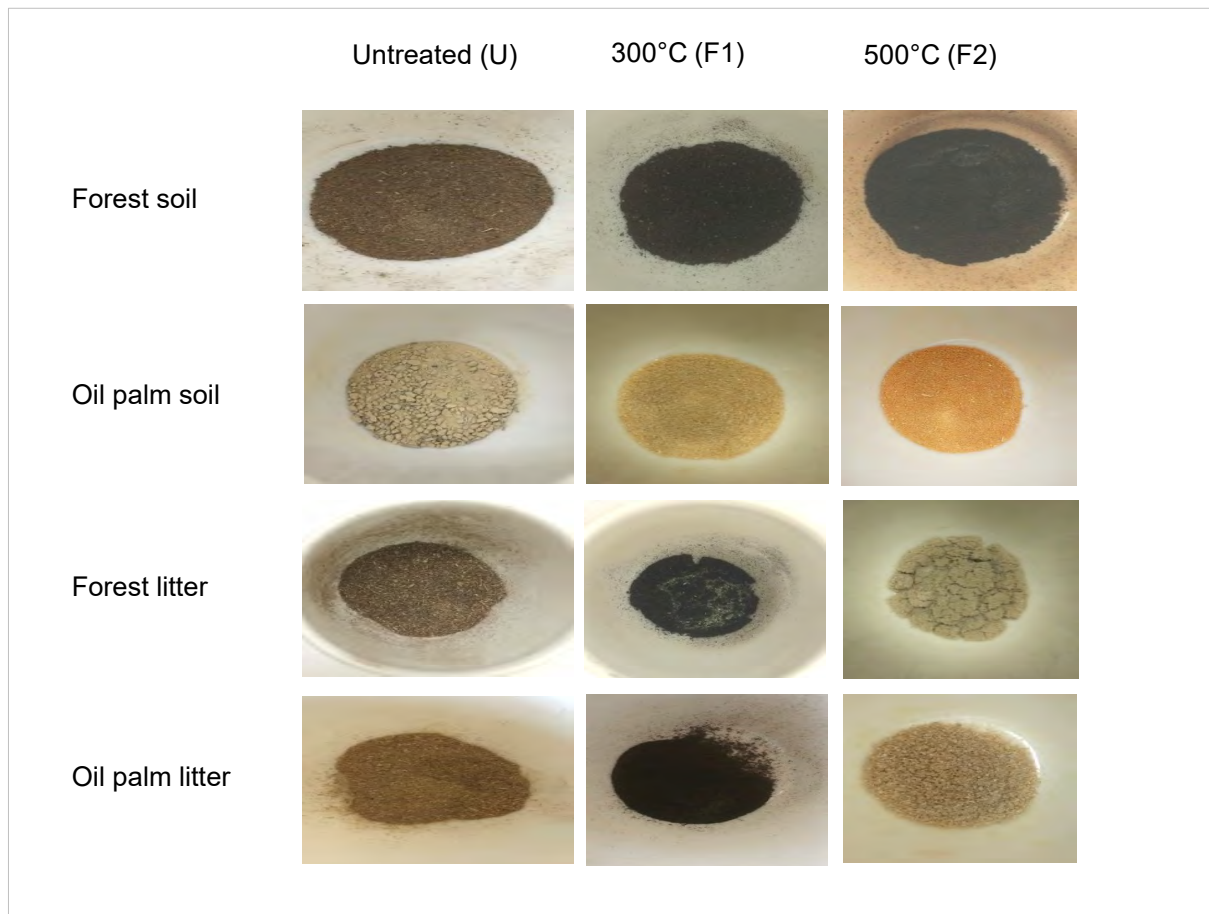 Untreated (U) 300°C (F1) 500°C (F2)
Forest soil
Oil palm soil
Forest litter
Oil palm litter